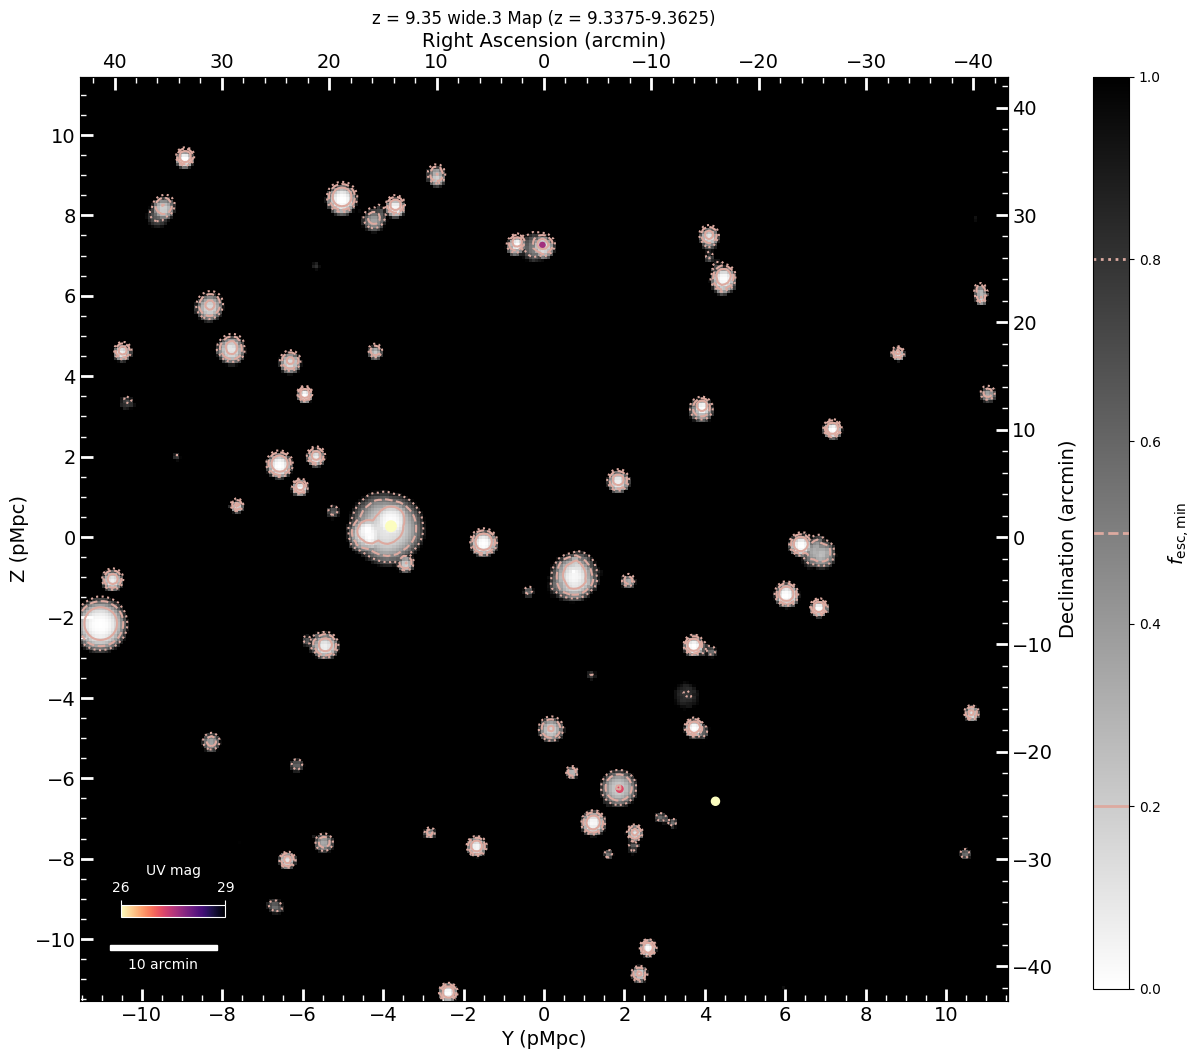 z = 9.35 wide.3 Map (z = 9.3375-9.3625)
Right Ascension (arcmin)
40 30 20 10 0 −10 −20 −30 −40
10
8
6
4
2
0
−2
−4
−6
−8
−10
Z (pMpc)
UV mag
26 29
10 arcmin
−10 −8 −6 −4 −2 0 2 4 6 8 10
Y (pMpc)
40
30
20
10
0
−10
−20
−30
−40
Declination (arcmin)
1.0
0.8
0.6
0.4
0.2
0.0
f_esc,min